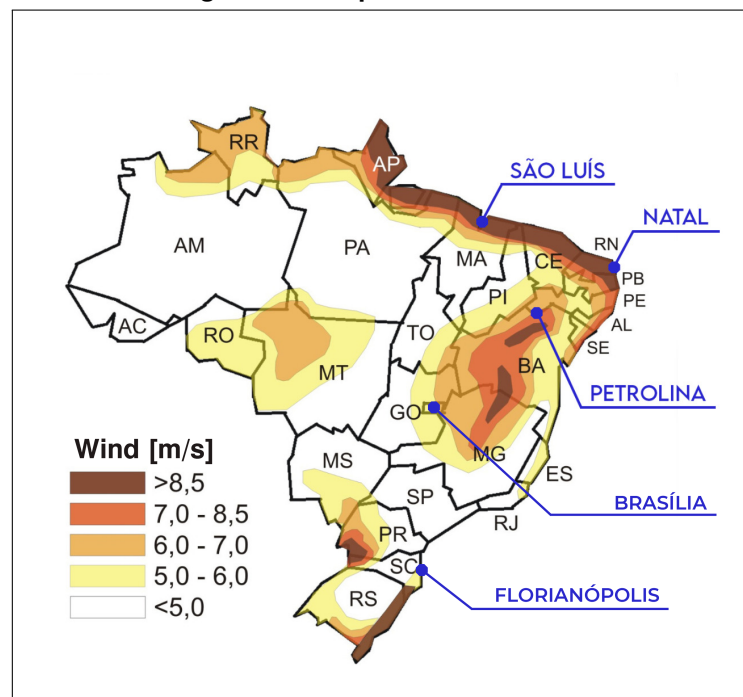 RR
AP
SÃO LUÍS
NATAL
RN
AM
PA
MA
CE
PB
PI
PE
AC
RO
TO
AL
SE
MT
BA
PETROLINA
GO
Wind [m/s]
MS
MG
ES
>8,5
SP
BRASÍLIA
7,0 - 8,5
RJ
PR
6,0 - 7,0
SC
5,0 - 6,0
FLORIANÓPOLIS
RS
<5,0